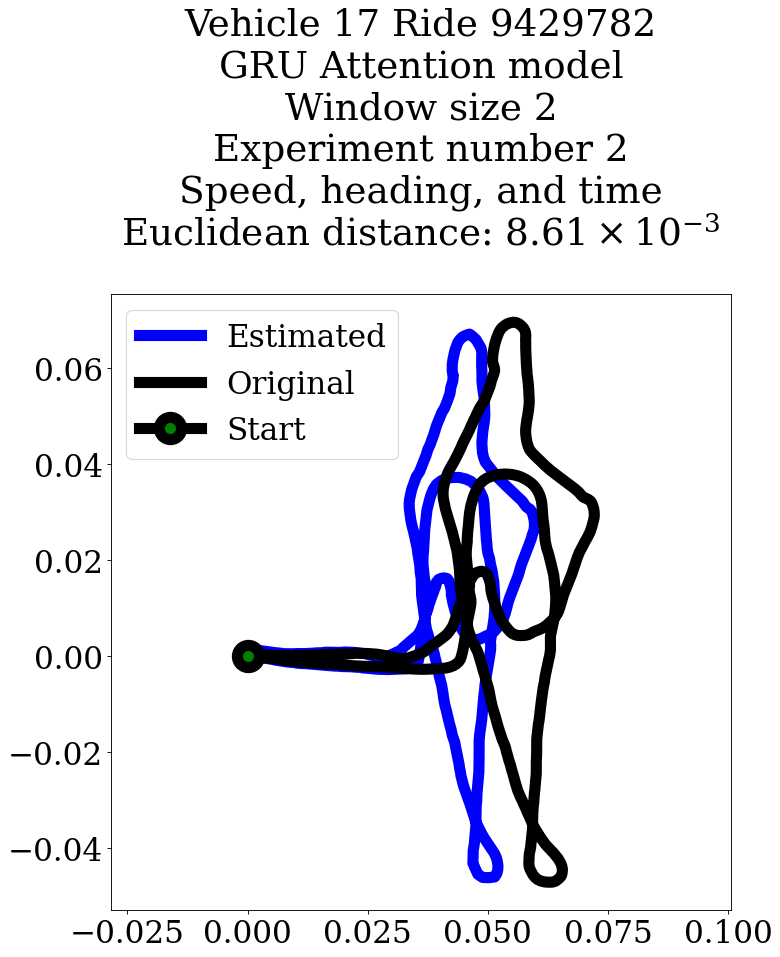 Vehicle 17 Ride 9429782
GRU Attention model
Window size 2
Experiment number 2
Speed, heading, and time
Euclidean distance: 8.61 × 10⁻³
Estimated
Original
Start
0.06
0.04
0.02
0.00
−0.02
−0.04
−0.025 0.000 0.025 0.050 0.075 0.100